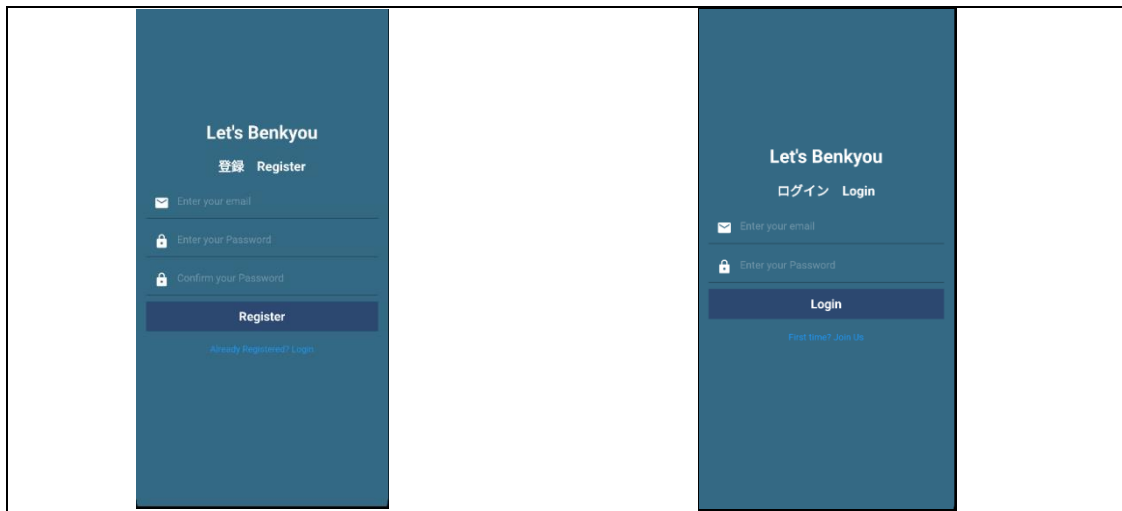 Let's Benkyou
登録 Register
Enter your email
Enter your Password
Confirm your Password
Register
Already Registered? Login
Let's Benkyou
ログイン Login
Enter your email
Enter your Password
Login
First time? Join Us